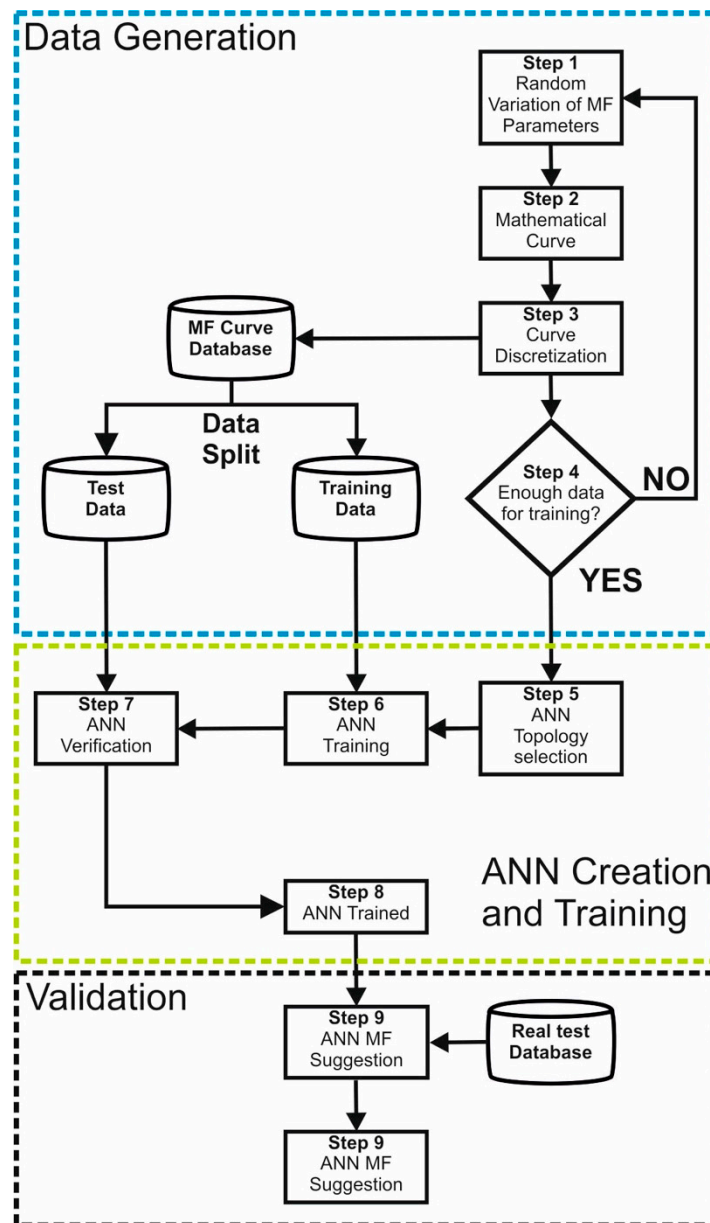 Data Generation
Step 1
Random
Variation of MF
Parameters
Step 2
Mathematical
Curve
Step 3
Curve
Discretization
MF Curve
Database
Data
Split
Test
Data
Training
Data
Step 4
Enough data
for training?
NO
YES
Step 7
ANN
Verification
Step 6
ANN
Training
Step 5
ANN
Topology
selection
Step 8
ANN Trained
ANN Creation
and Training
Validation
Step 9
ANN MF
Suggestion
Real test
Database
Step 9
ANN MF
Suggestion